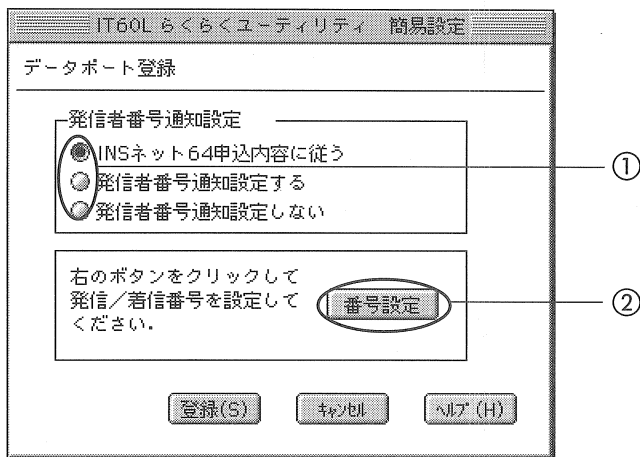 IT60L らくらくユーティリティ 簡易設定
データポート登録
発信者番号通知設定
INSネット64申込内容に従う
発信者番号通知設定する
発信者番号通知設定しない
①
右のボタンをクリックして
発信/着信番号を設定して
ください.
番号設定
②
登録(S)
キャンセル
ヘルプ(H)